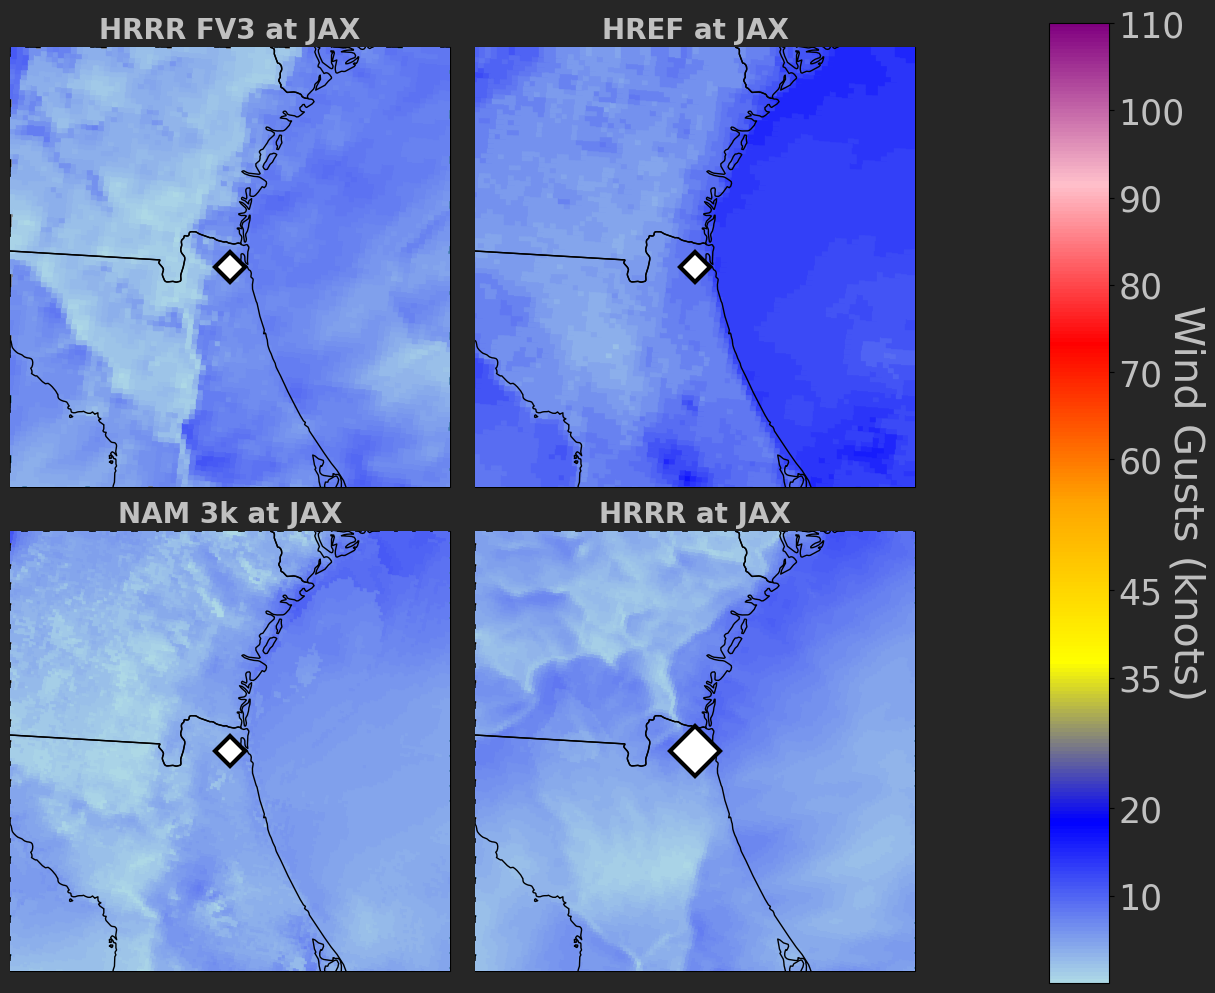 HRRR FV3 at JAX
HREF at JAX
NAM 3k at JAX
HRRR at JAX
110
100
90
80
70
60
45
35
20
10
Wind Gusts (knots)